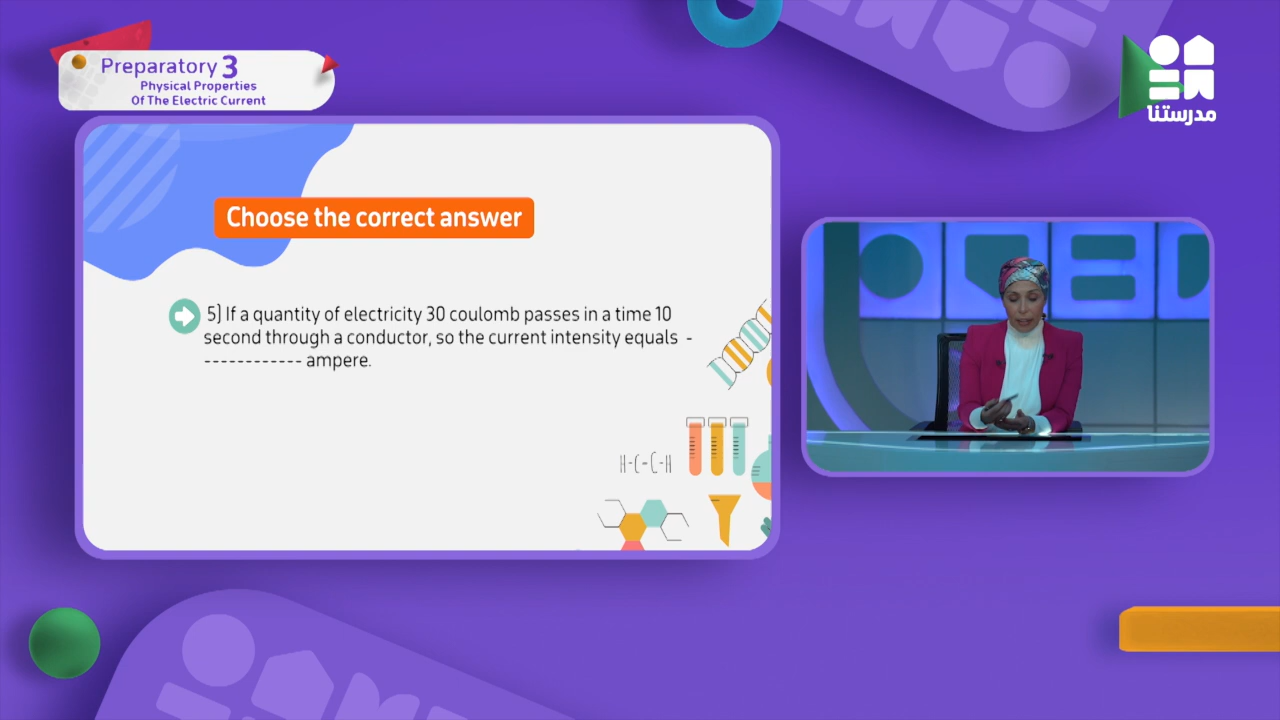 Preparatory 3
Physical Properties
Of The Electric Current
مدرستنا
Choose the correct answer
5) If a quantity of electricity 30 coulomb passes in a time 10
second through a conductor, so the current intensity equals -
------------ ampere.
H-C=C-H